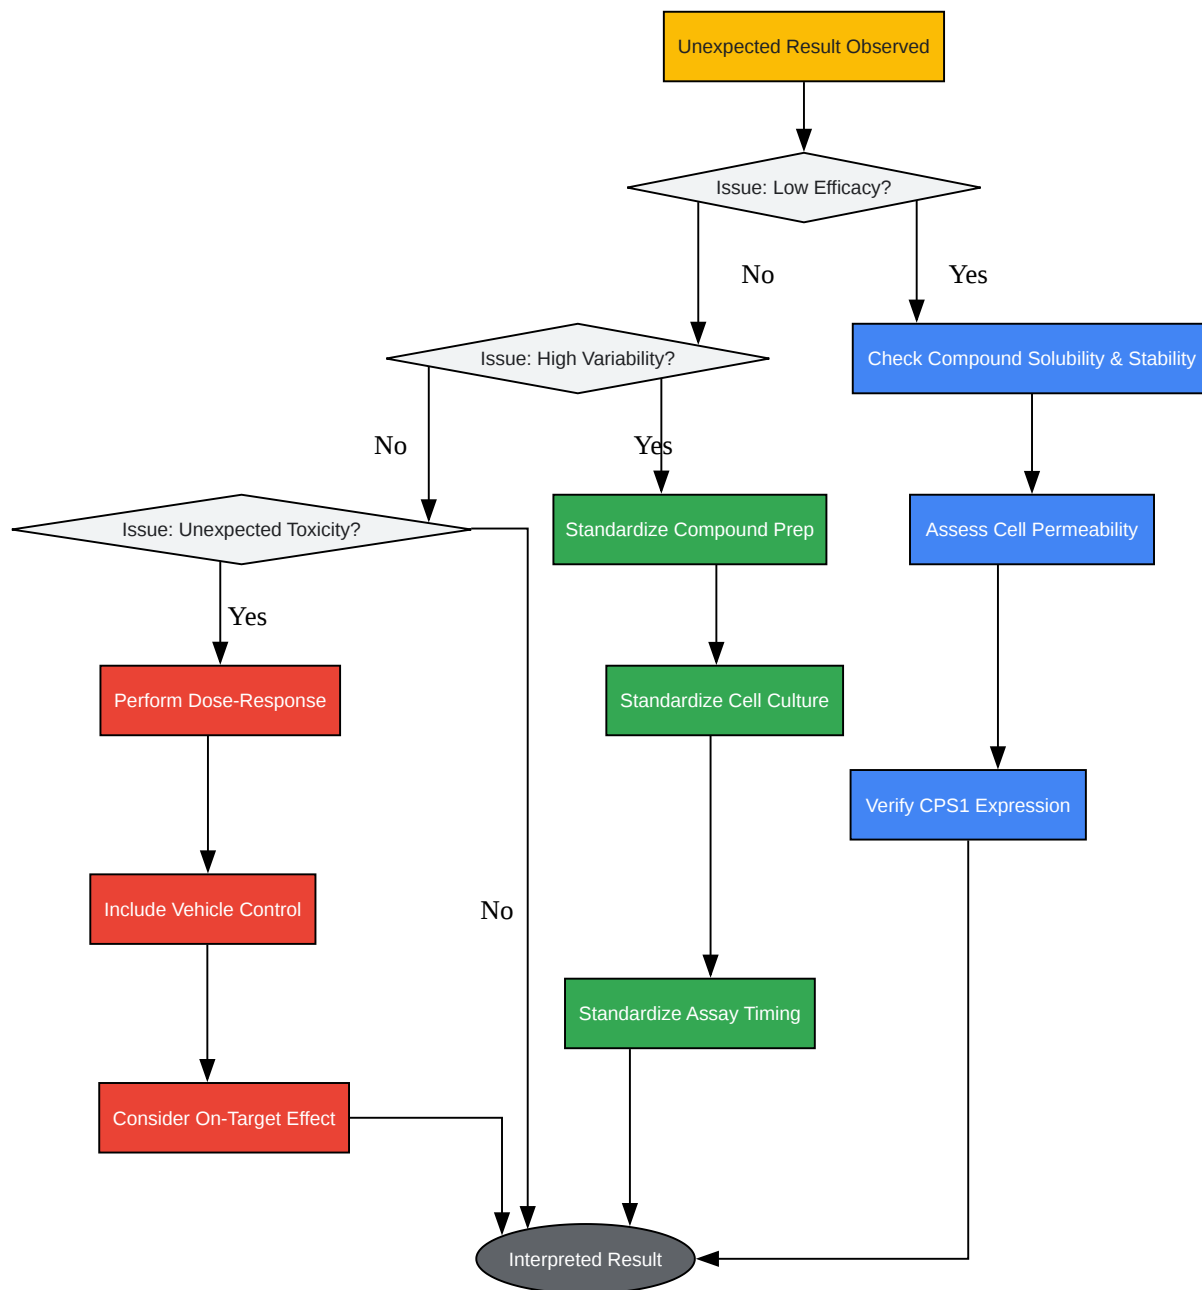 Unexpected Result Observed
Issue: Low Efficacy?
No
Yes
Issue: High Variability?
Check Compound Solubility & Stability
No
Yes
Issue: Unexpected Toxicity?
Standardize Compound Prep
Assess Cell Permeability
Yes
Perform Dose-Response
Standardize Cell Culture
Verify CPS1 Expression
Include Vehicle Control
No
Standardize Assay Timing
Consider On-Target Effect
Interpreted Result